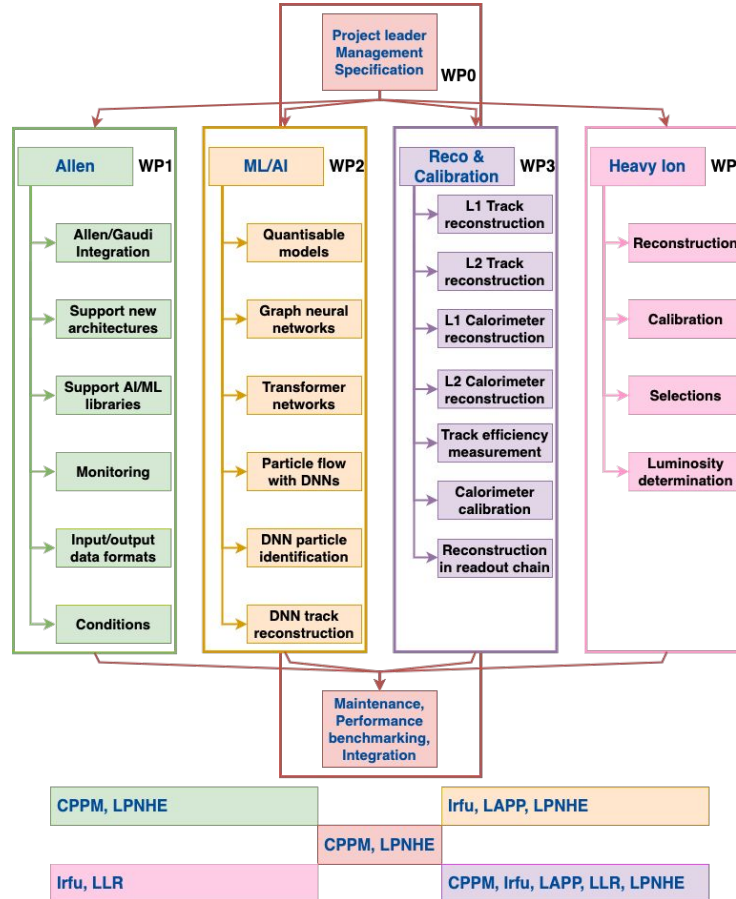 Project leader
Management
Specification
WP0
Allen
WP1
Allen/Gaudi
Integration
Support new
architectures
Support AI/ML
libraries
Monitoring
Input/output
data formats
Conditions
ML/AI
WP2
Quantisable
models
Graph neural
networks
Transformer
networks
Particle flow
with DNNs
DNN particle
identification
DNN track
reconstruction
Reco &
Calibration
WP3
L1 Track
reconstruction
L2 Track
reconstruction
L1 Calorimeter
reconstruction
L2 Calorimeter
reconstruction
Track efficiency
measurement
Calorimeter
calibration
Reconstruction
in readout chain
Heavy Ion
WP
Reconstruction
Calibration
Selections
Luminosity
determination
Maintenance,
Performance
benchmarking,
Integration
CPPM, LPNHE
Irfu, LAPP, LPNHE
CPPM, LPNHE
Irfu, LLR
CPPM, Irfu, LAPP, LLR, LPNHE